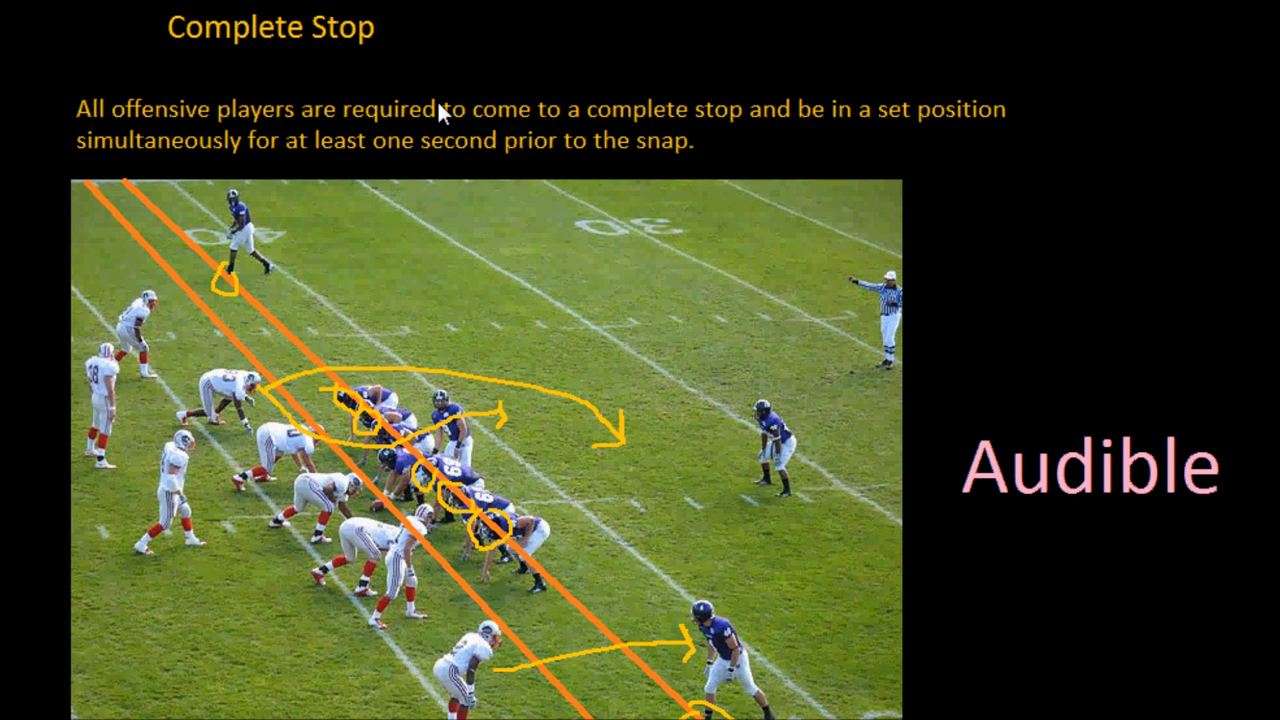 Complete Stop
All offensive players are required to come to a complete stop and be in a set position
simultaneously for at least one second prior to the snap.
30
Audible